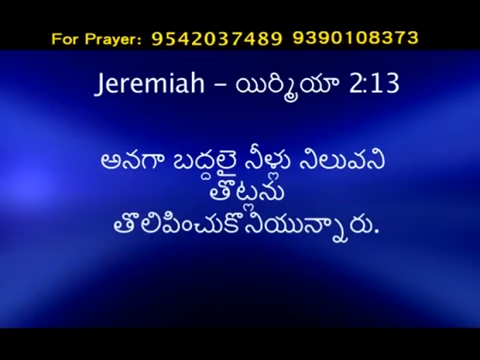 For Prayer: 9542037489 9390108373
Jeremiah – యిర్మియా 2:13
అనగా బద్దలై నీళ్లు నిలువని
తొట్లను
తొలిపించుకొనియున్నారు.